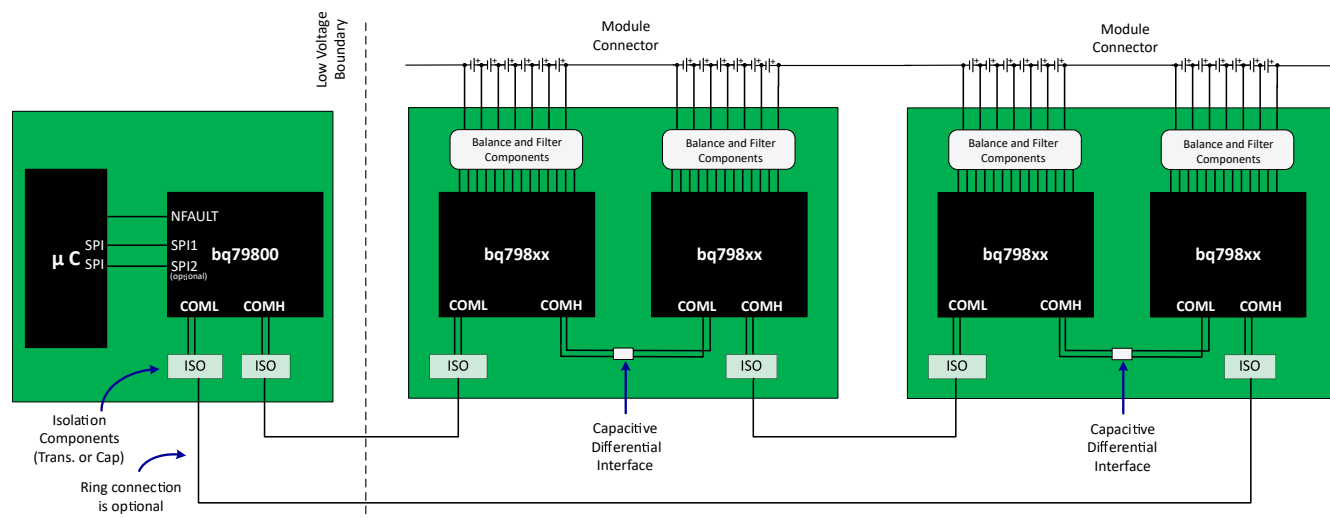 Low Voltage
Boundary
Module
Connector
Module
Connector
Balance and Filter
Components
Balance and Filter
Components
Balance and Filter
Components
Balance and Filter
Components
μ C
SPI
SPI
NFAULT
SPI1
SPI2
(optional)
bq79800
COML
COMH
bq798xx
COML
COMH
bq798xx
COML
COMH
bq798xx
COML
COMH
bq798xx
COML
COMH
ISO
ISO
ISO
ISO
ISO
ISO
Isolation
Components
(Trans. or Cap)
Ring connection
is optional
Capacitive
Differential
Interface
Capacitive
Differential
Interface